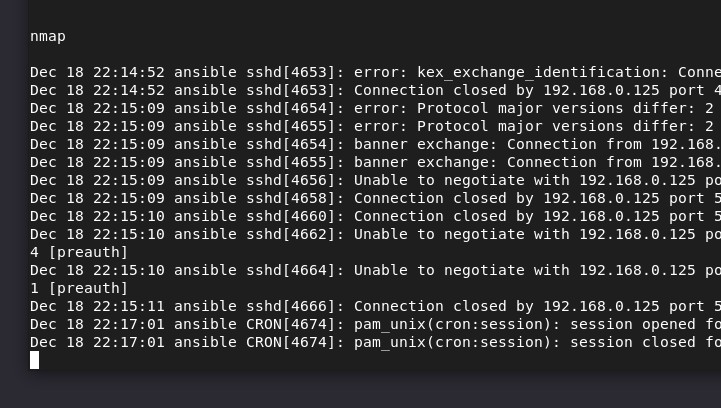 nmap
Dec 18 22:14:52 ansible sshd[4653]: error: kex_exchange_identification: Conne
Dec 18 22:14:52 ansible sshd[4653]: Connection closed by 192.168.0.125 port 4
Dec 18 22:15:09 ansible sshd[4654]: error: Protocol major versions differ: 2
Dec 18 22:15:09 ansible sshd[4655]: error: Protocol major versions differ: 2
Dec 18 22:15:09 ansible sshd[4654]: banner exchange: Connection from 192.168.
Dec 18 22:15:09 ansible sshd[4655]: banner exchange: Connection from 192.168.
Dec 18 22:15:09 ansible sshd[4656]: Unable to negotiate with 192.168.0.125 po
Dec 18 22:15:09 ansible sshd[4658]: Connection closed by 192.168.0.125 port 5
Dec 18 22:15:10 ansible sshd[4660]: Connection closed by 192.168.0.125 port 5
Dec 18 22:15:10 ansible sshd[4662]: Unable to negotiate with 192.168.0.125 po
4 [preauth]
Dec 18 22:15:10 ansible sshd[4664]: Unable to negotiate with 192.168.0.125 po
1 [preauth]
Dec 18 22:15:11 ansible sshd[4666]: Connection closed by 192.168.0.125 port 5
Dec 18 22:17:01 ansible CRON[4674]: pam_unix(cron:session): session opened fo
Dec 18 22:17:01 ansible CRON[4674]: pam_unix(cron:session): session closed fo